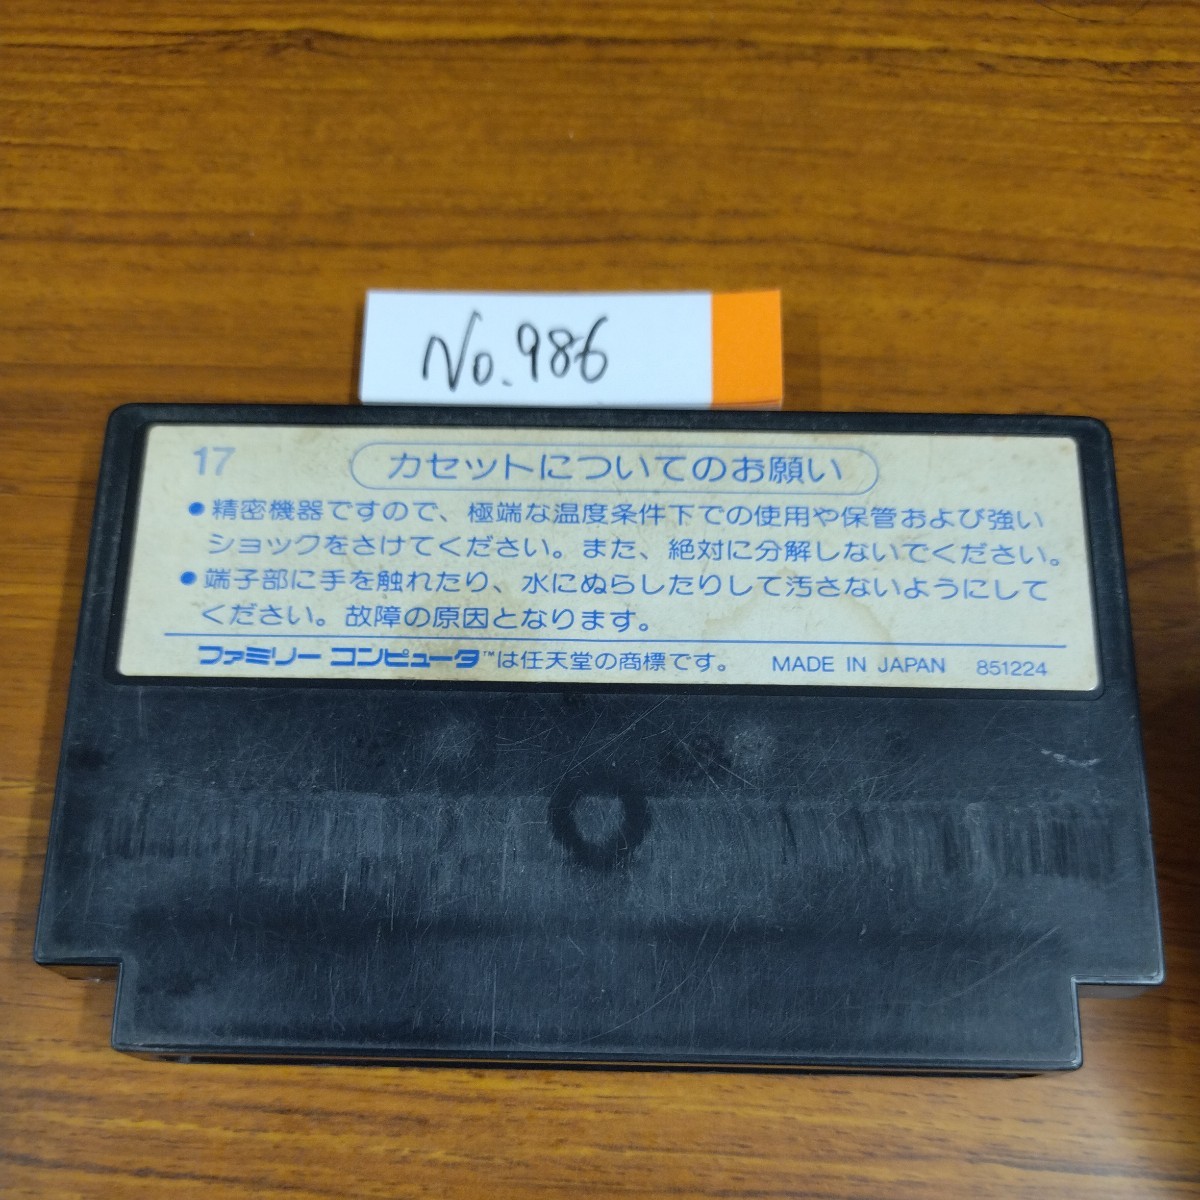 No.986
17 カセットについてのお願い
●精密機器ですので、極端な温度条件下での使用や保管および強い
ショックをさけてください。また、絶対に分解しないでください。
●端子部に手を触れたり、水にぬらしたりして汚さないようにして
ください。故障の原因となります。
ファミリーコンピュータ™は任天堂の商標です。 MADE IN JAPAN 851224